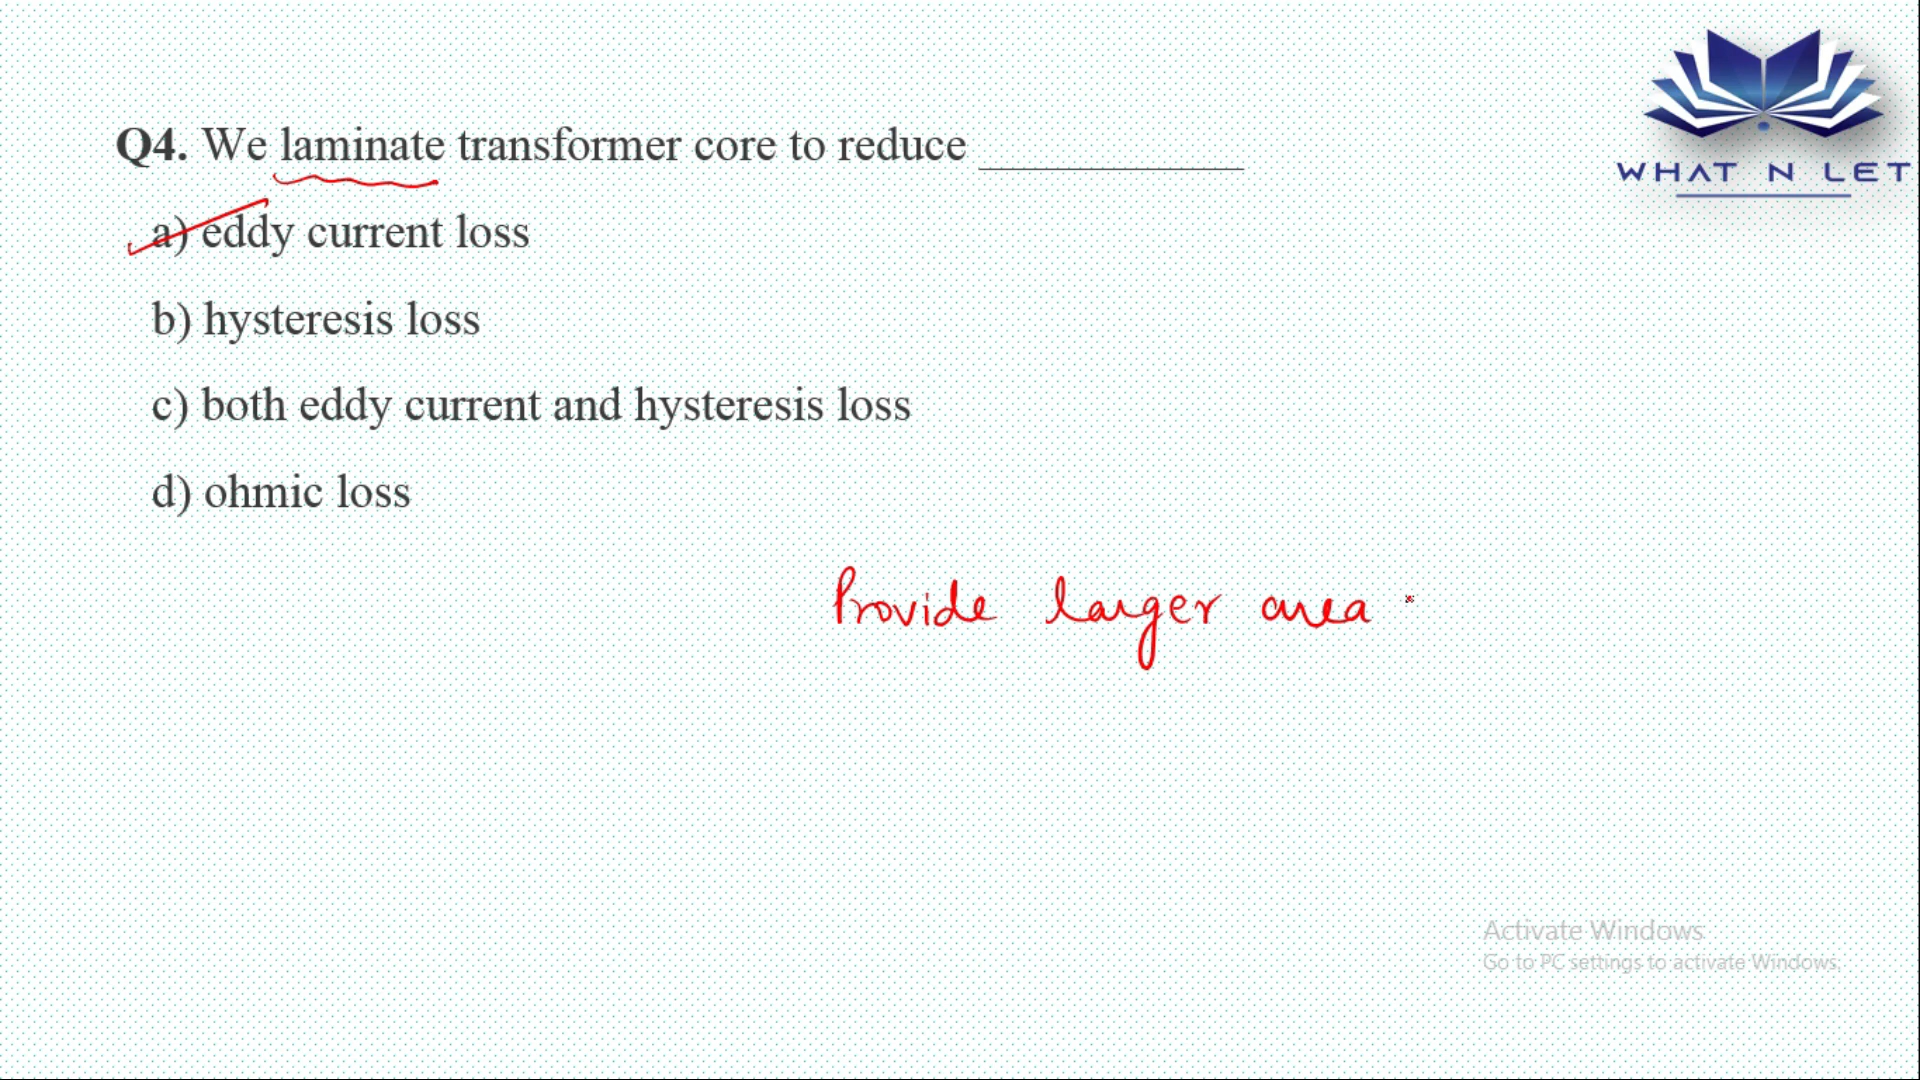 WHAT N LET
Q4. We laminate transformer core to reduce ___________
a) eddy current loss
b) hysteresis loss
c) both eddy current and hysteresis loss
d) ohmic loss
Provide larger area
Activate Windows
Go to PC settings to activate Windows.